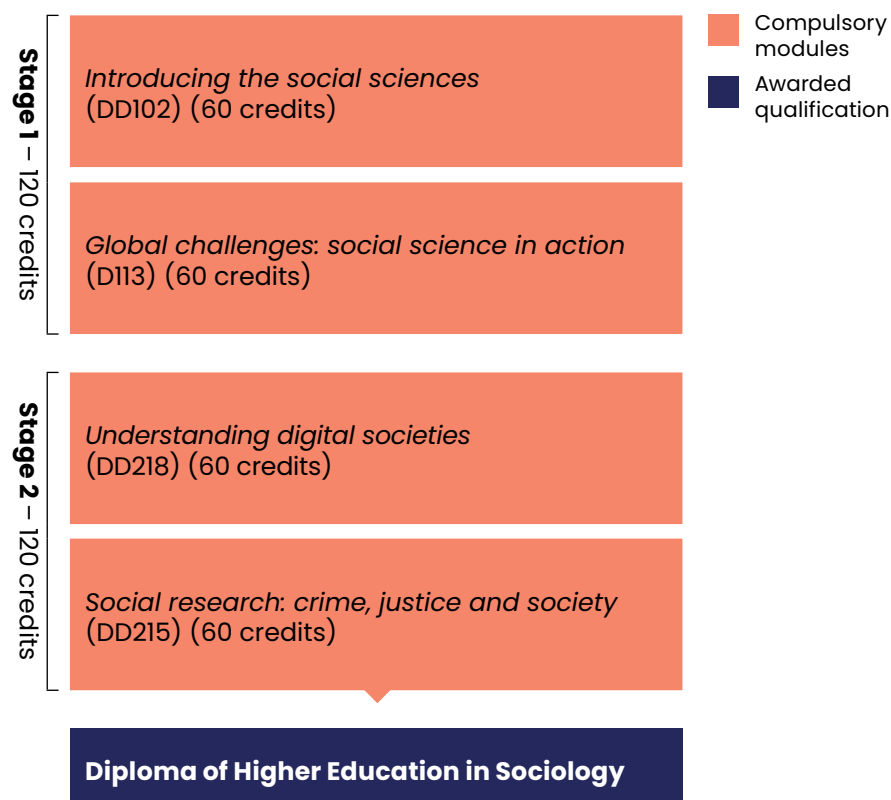 Compulsory
modules
Awarded
qualification
Stage 1 – 120 credits
Introducing the social sciences
(DD102) (60 credits)
Global challenges: social science in action
(D113) (60 credits)
Stage 2 – 120 credits
Understanding digital societies
(DD218) (60 credits)
Social research: crime, justice and society
(DD215) (60 credits)
Diploma of Higher Education in Sociology